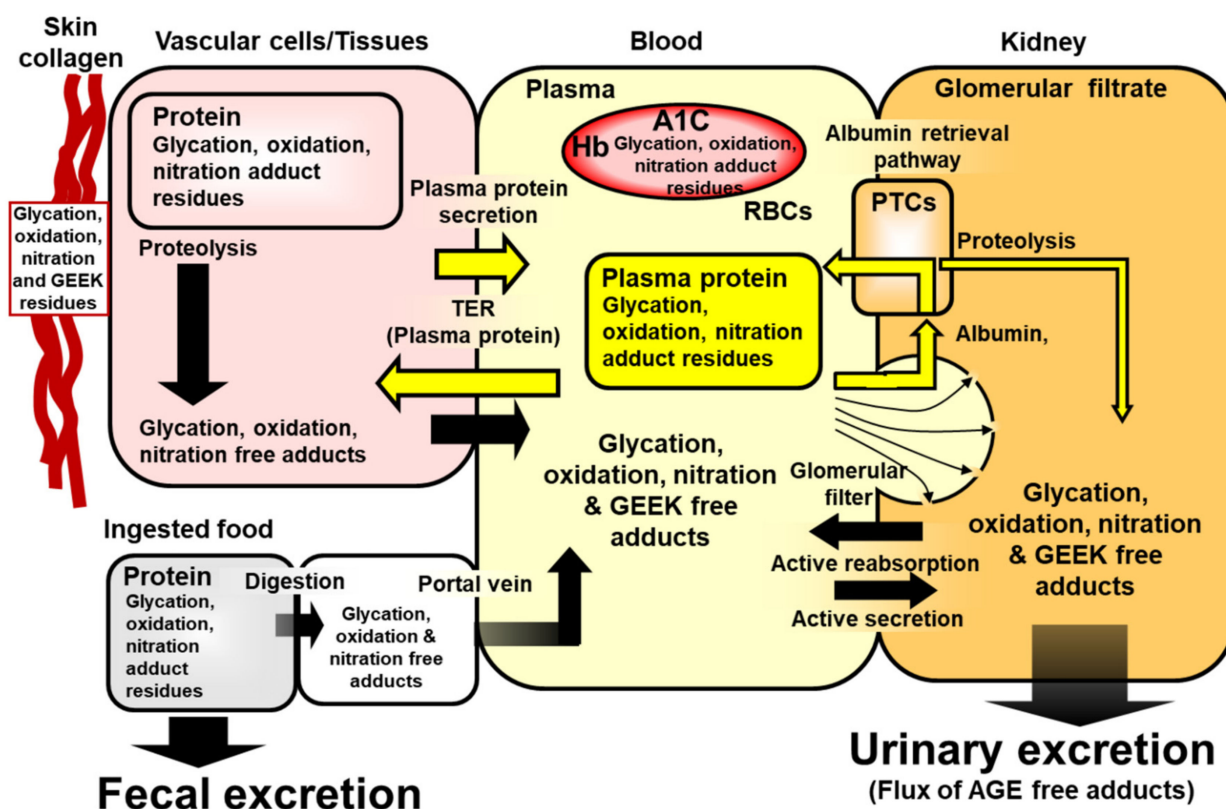 Skin
collagen
Glycation,
oxidation,
nitration
and GEEK
residues
Vascular cells/Tissues
Protein
Glycation, oxidation,
nitration adduct
residues
Proteolysis
Glycation, oxidation,
nitration free adducts
Plasma protein
secretion
TER
(Plasma protein)
Blood
Plasma
A1C
Hb
Glycation, oxidation,
nitration adduct
residues
RBCs
Plasma protein
Glycation,
oxidation, nitration
adduct residues
Glycation,
oxidation, nitration
& GEEK free
adducts
Kidney
Glomerular filtrate
Albumin retrieval
pathway
PTCs
Proteolysis
Albumin,
Glomerular
filter
Active reabsorption
Active secretion
Glycation,
oxidation, nitration
& GEEK free
adducts
Ingested food
Protein
Glycation,
oxidation,
nitration
adduct
residues
Digestion
Glycation,
oxidation &
nitration free
adducts
Portal vein
Fecal excretion
Urinary excretion
(Flux of AGE free adducts)